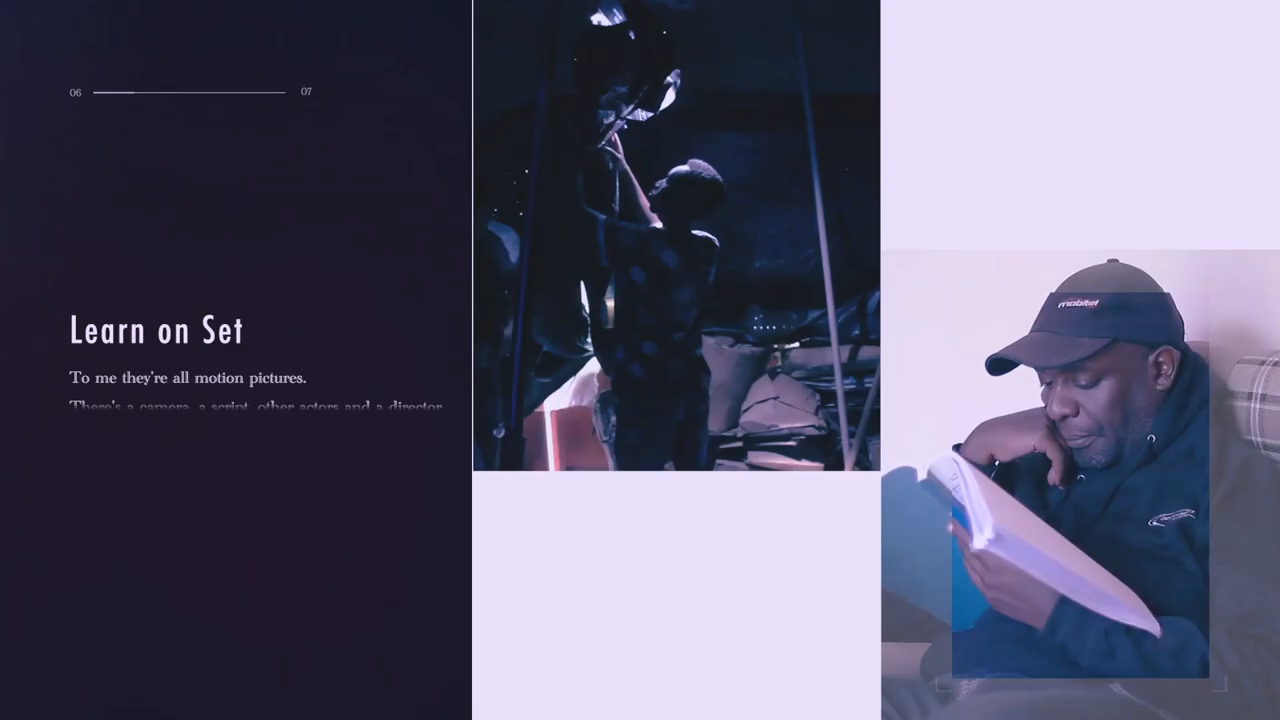 06 07
Learn on Set
To me they're all motion pictures.
There's a camera, a script, other actors and a director
mobitel